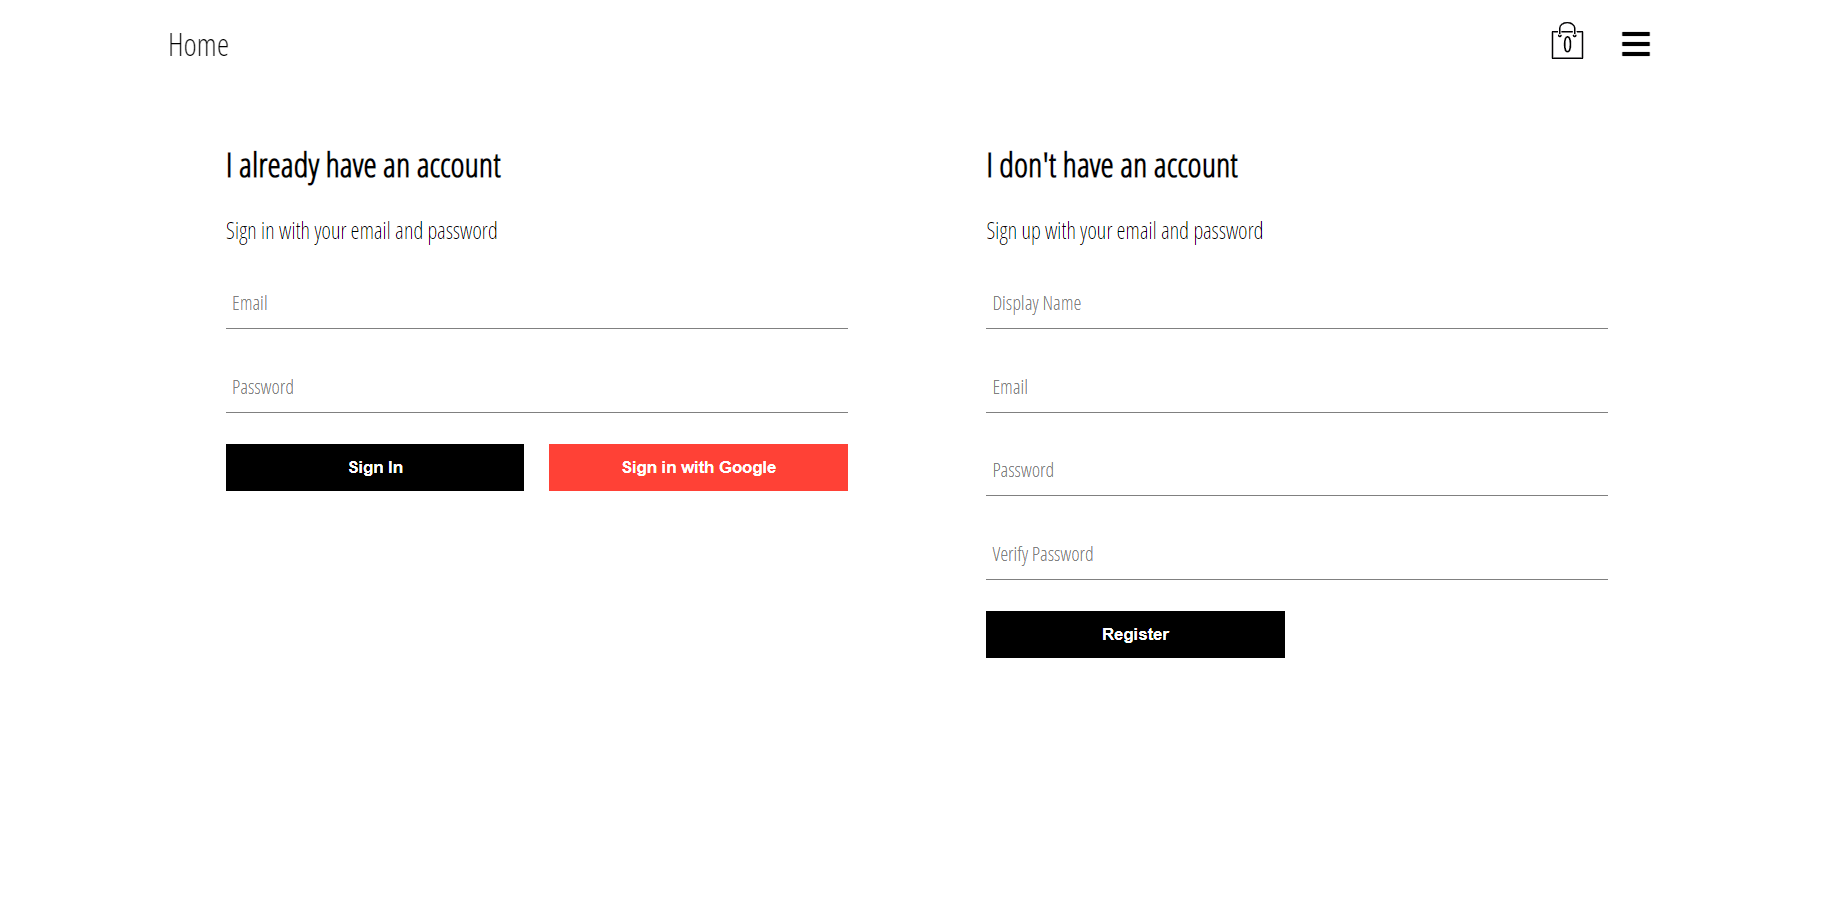 Home
0
I already have an account
Sign in with your email and password
Email
Password
Sign In
Sign in with Google
I don't have an account
Sign up with your email and password
Display Name
Email
Password
Verify Password
Register